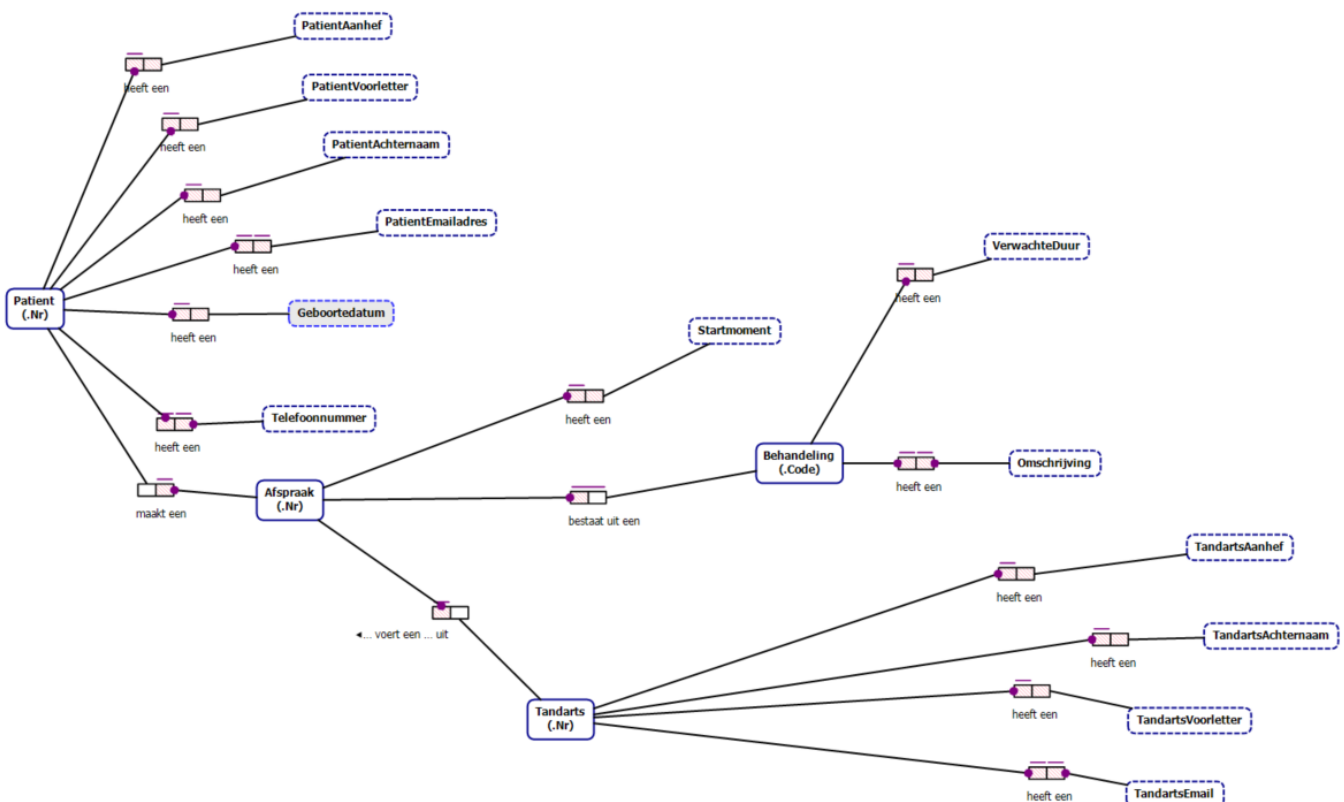 PatientAanhef
heeft een
PatientVoorletter
heeft een
PatientAchternaam
heeft een
PatientEmailadres
heeft een
VerwachteDuur
heeft een
Patient
(.Nr)
Geboortedatum
heeft een
Startmoment
heeft een
Telefoonnummer
heeft een
Behandeling
(.Code)
Omschrijving
heeft een
Afspraak
(.Nr)
maakt een
bestaat uit een
TandartsAanhef
heeft een
◄... voert een ... uit
TandartsAchternaam
heeft een
Tandarts
(.Nr)
TandartsVoorletter
heeft een
TandartsEmail
heeft een